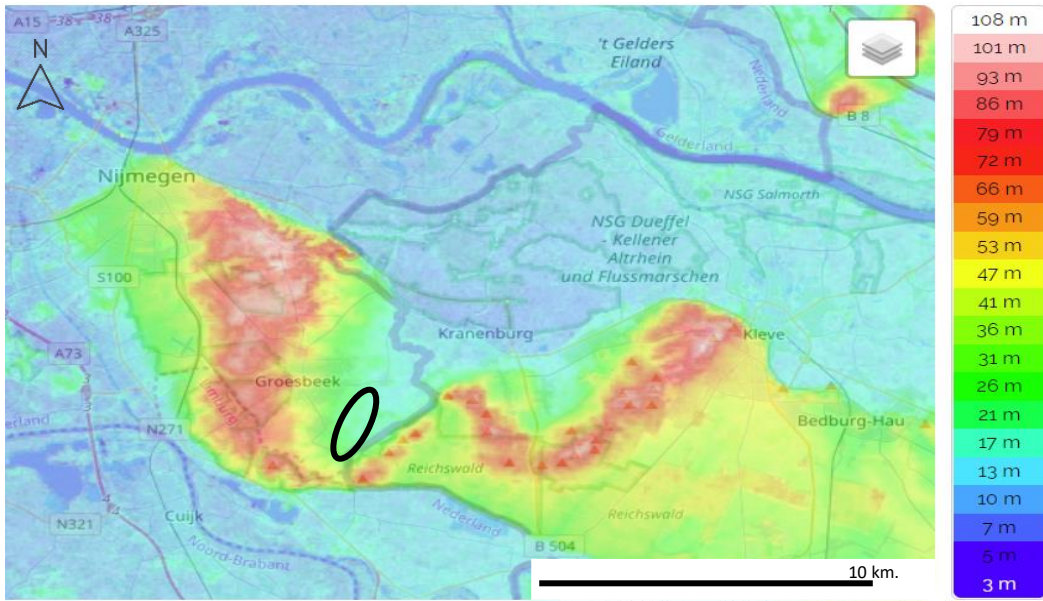 A15
38
38
A325
N
't Gelders
Eiland
Nederland
B 8
Gelderland
Nijmegen
NSG Salmorth
NSG Dueffel
- Kellener
Altrhein
und Flussmarschen
S100
Kranenburg
Kleve
A73
Groesbeek
N271
Bedburg-Hau
Reichswald
Reichswald
Cuijk
N321
Nederland
Noord-Brabant
B 504
10 km.
108 m
101 m
93 m
86 m
79 m
72 m
66 m
59 m
53 m
47 m
41 m
36 m
31 m
26 m
21 m
17 m
13 m
10 m
7 m
5 m
3 m